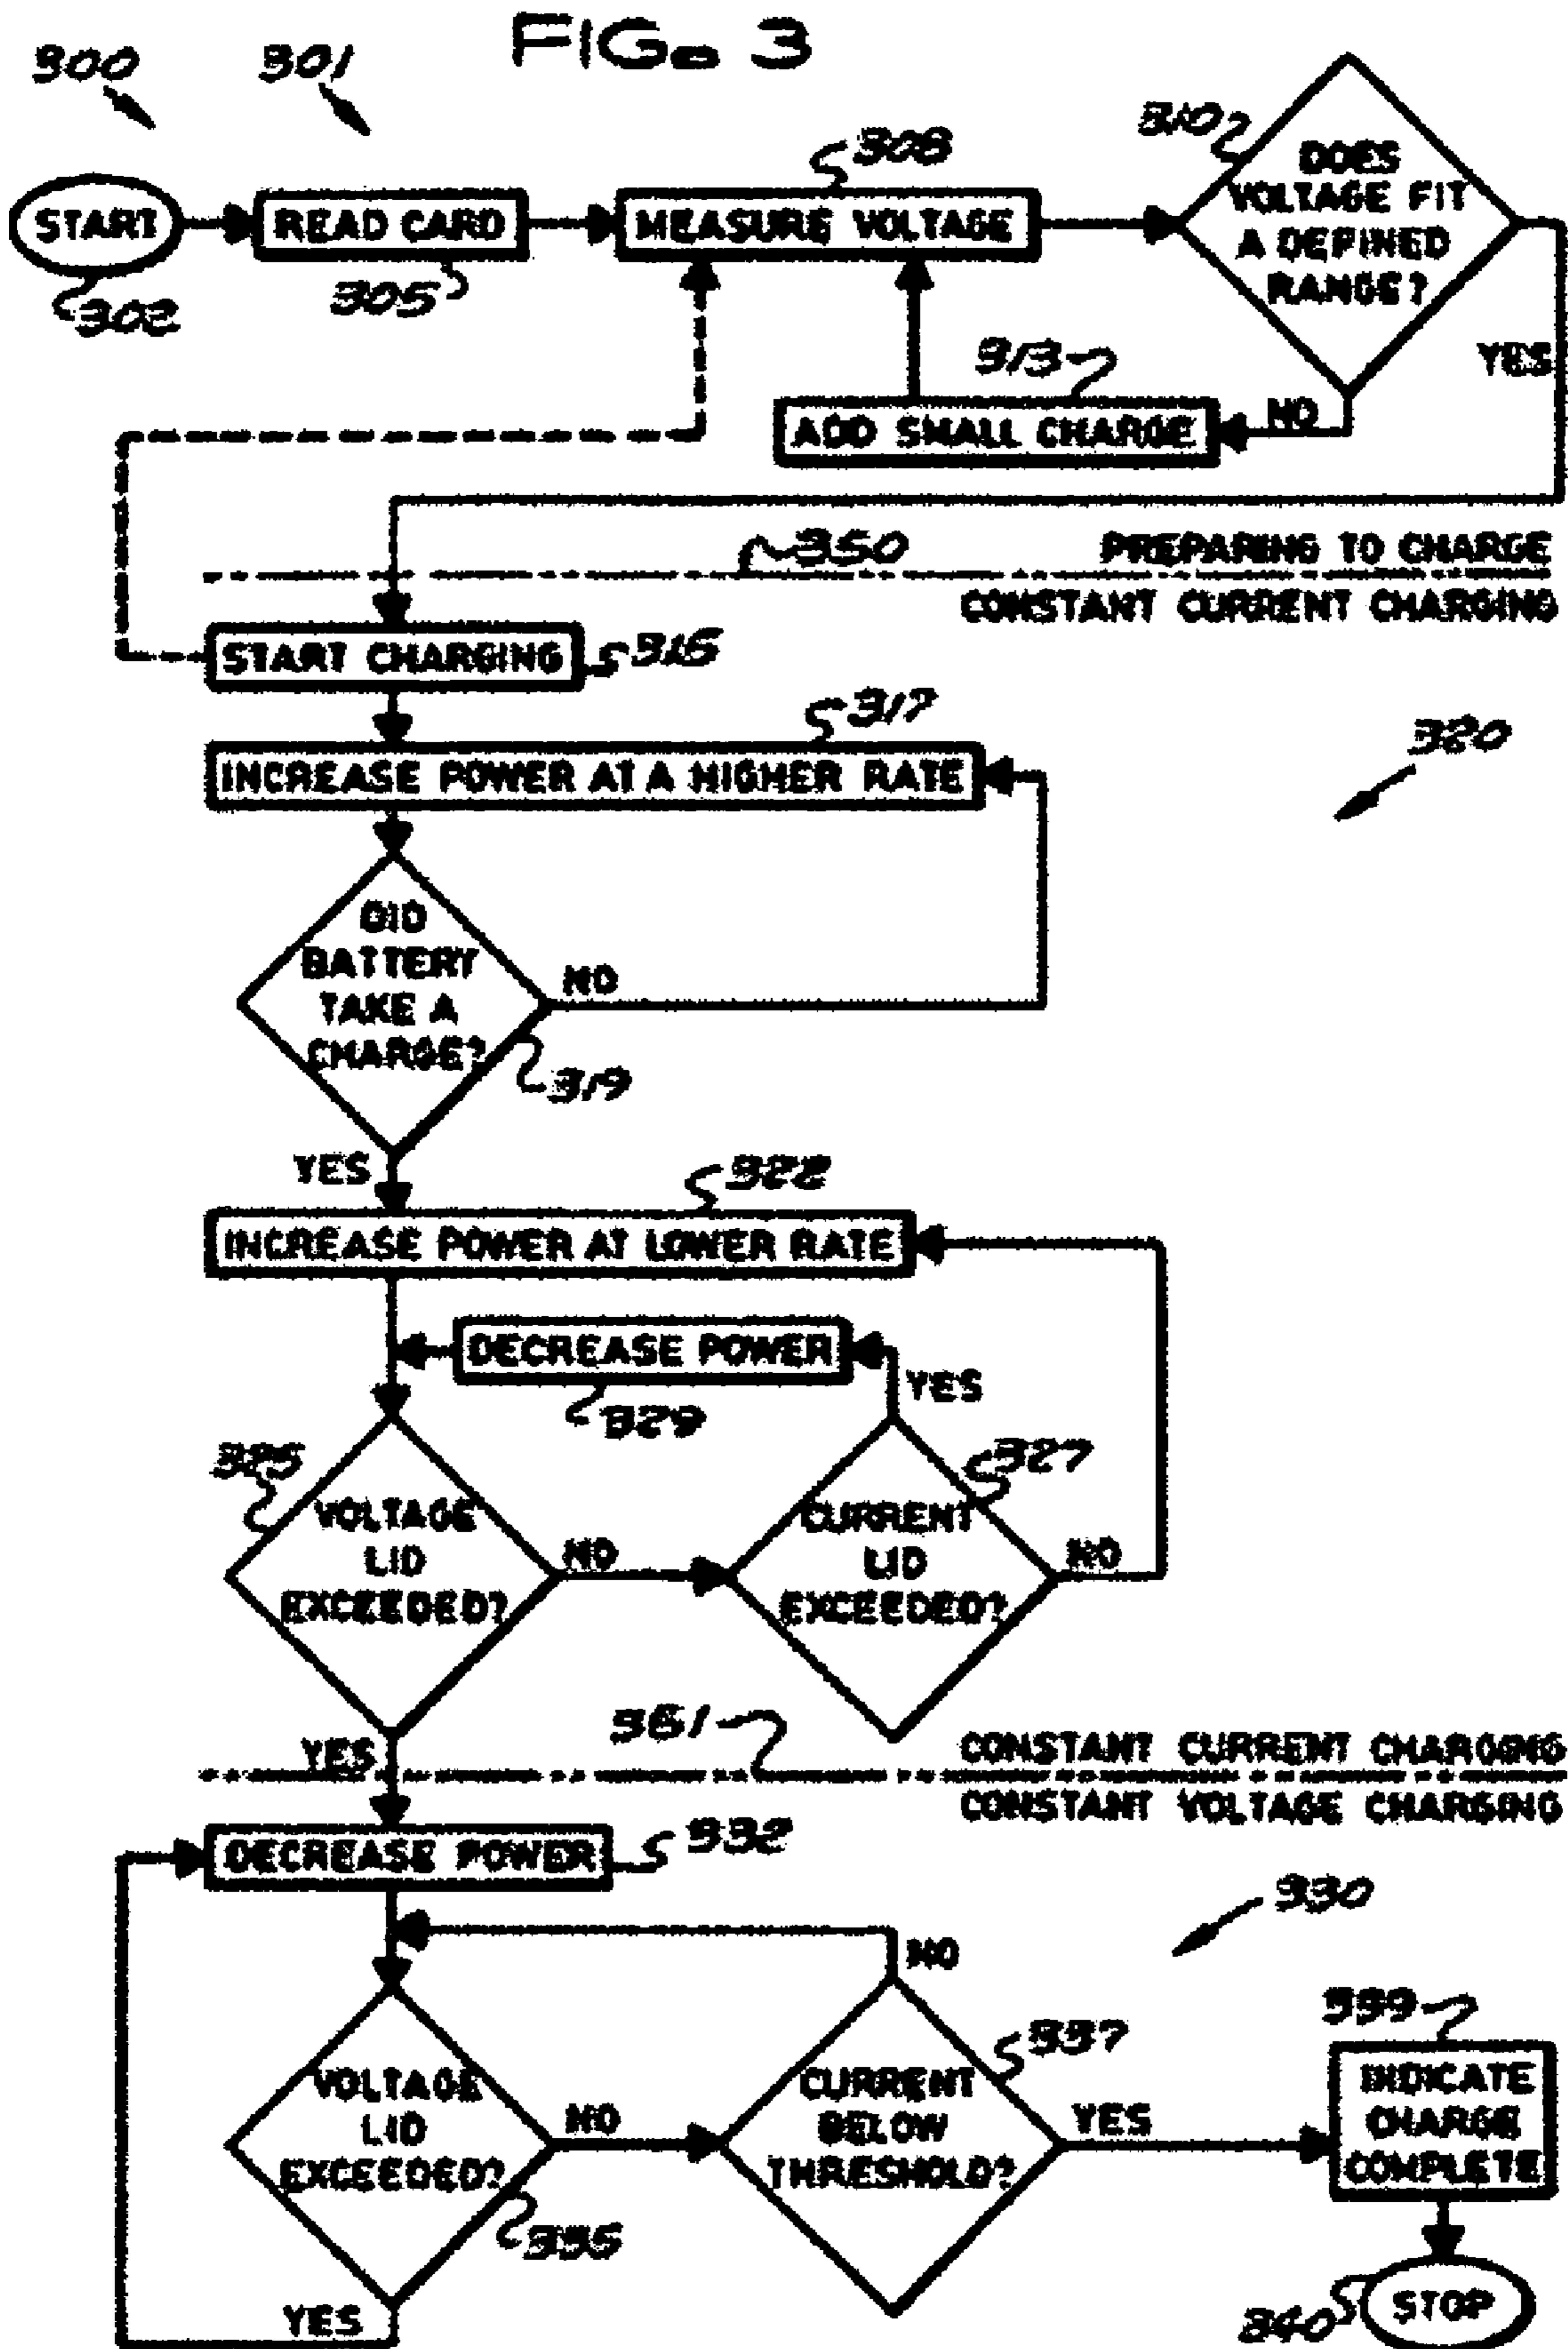 FIG. 3
300
301
308
310
START
READ CARD
MEASURE VOLTAGE
DOES
VOLTAGE FIT
A DEFINED
RANGE?
302
305
313
YES
ADD SMALL CHARGE
NO
350
PREPARING TO CHARGE
CONSTANT CURRENT CHARGING
START CHARGING
316
317
320
INCREASE POWER AT A HIGHER RATE
DID
BATTERY
TAKE A
CHARGE?
NO
319
YES
322
INCREASE POWER AT LOWER RATE
DECREASE POWER
YES
329
325
327
VOLTAGE
LID
EXCEEDED?
NO
CURRENT
LID
EXCEEDED?
NO
YES
361
CONSTANT CURRENT CHARGING
CONSTANT VOLTAGE CHARGING
DECREASE POWER
332
330
NO
339
337
VOLTAGE
LID
EXCEEDED?
NO
CURRENT
BELOW
THRESHOLD?
YES
INDICATE
CHARGE
COMPLETE
335
YES
340
STOP